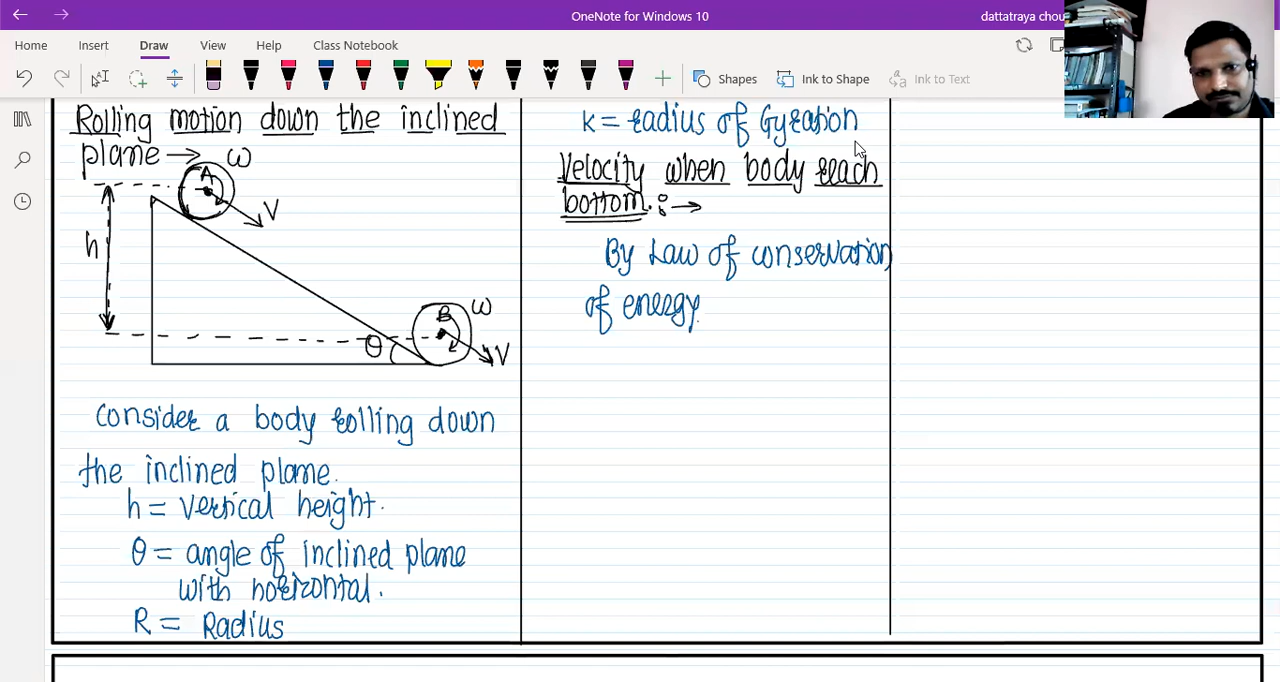 OneNote for Windows 10
dattatraya chou
Home Insert Draw View Help Class Notebook
Shapes Ink to Shape Ink to Text
Rolling motion down the inclined
plane →
A ω
V
h
B ω
θ
V
Consider a body rolling down
the inclined plane.
h = vertical height.
θ = angle of inclined plane
with horizontal.
R = Radius
K = radius of Gyration
Velocity when body reach
bottom :→
By Law of conservation
of energy.